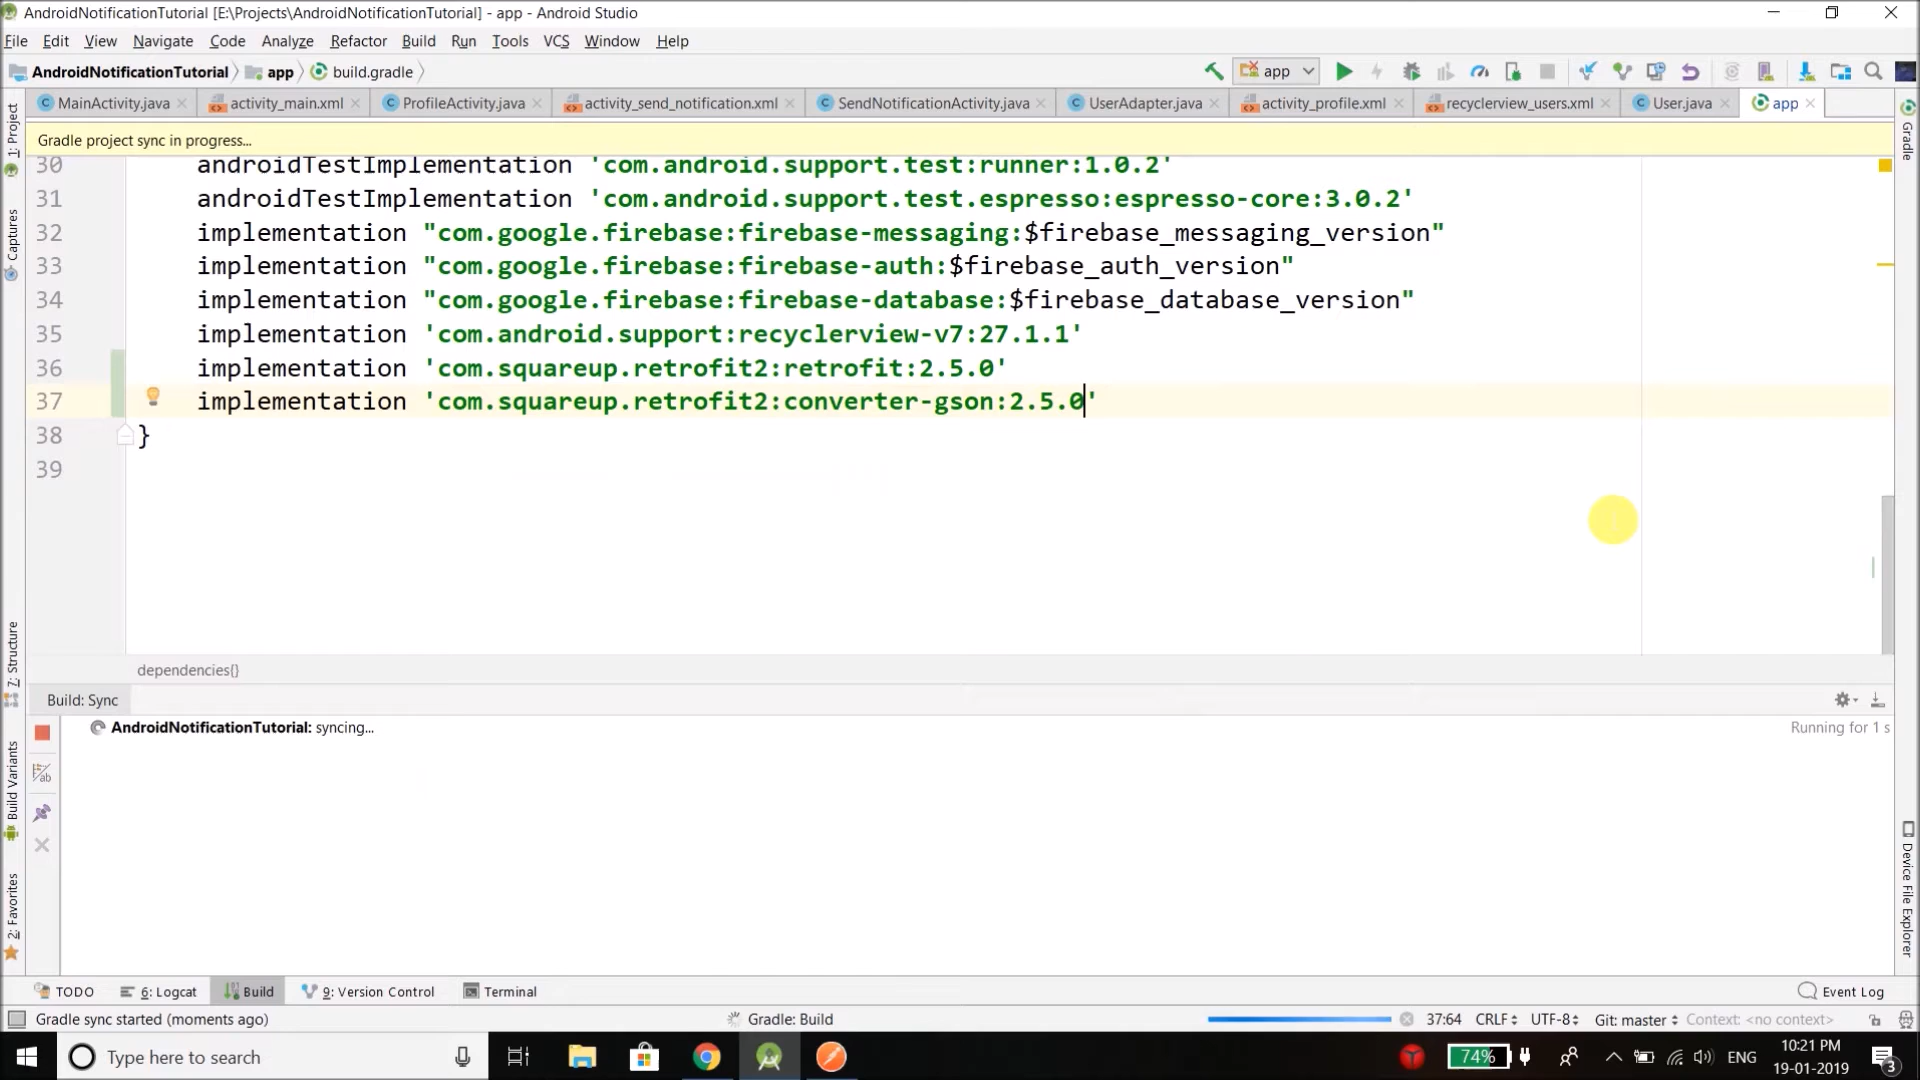 AndroidNotificationTutorial [E:\Projects\AndroidNotificationTutorial] - app - Android Studio
File Edit View Navigate Code Analyze Refactor Build Run Tools VCS Window Help
AndroidNotificationTutorial app build.gradle app
MainActivity.java activity_main.xml ProfileActivity.java activity_send_notification.xml SendNotificationActivity.java UserAdapter.java activity_profile.xml recyclerview_users.xml User.java app
Gradle project sync in progress...
30 androidTestImplementation 'com.android.support.test:runner:1.0.2'
31 androidTestImplementation 'com.android.support.test.espresso:espresso-core:3.0.2'
32 implementation "com.google.firebase:firebase-messaging:$firebase_messaging_version"
33 implementation "com.google.firebase:firebase-auth:$firebase_auth_version"
34 implementation "com.google.firebase:firebase-database:$firebase_database_version"
35 implementation 'com.android.support:recyclerview-v7:27.1.1'
36 implementation 'com.squareup.retrofit2:retrofit:2.5.0'
37 implementation 'com.squareup.retrofit2:converter-gson:2.5.0'
38 }
39
dependencies{}
Build: Sync
AndroidNotificationTutorial: syncing... Running for 1 s
1: Project
Captures
7: Structure
Build Variants
2: Favorites
Gradle
Device File Explorer
TODO 6: Logcat Build 9: Version Control Terminal Event Log
Gradle sync started (moments ago) Gradle: Build 37:64 CRLF UTF-8 Git: master Context: <no context>
Type here to search 74% ENG 10:21 PM
19-01-2019 3